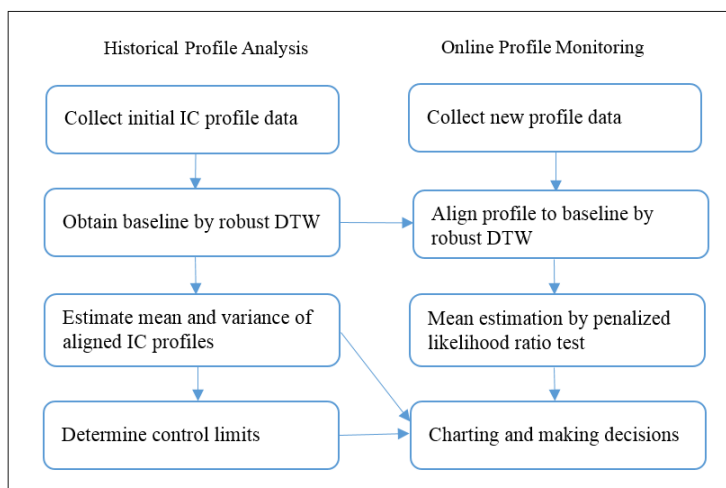 Historical Profile Analysis
Online Profile Monitoring
Collect initial IC profile data
Collect new profile data
Obtain baseline by robust DTW
Align profile to baseline by
robust DTW
Estimate mean and variance of
aligned IC profiles
Mean estimation by penalized
likelihood ratio test
Determine control limits
Charting and making decisions